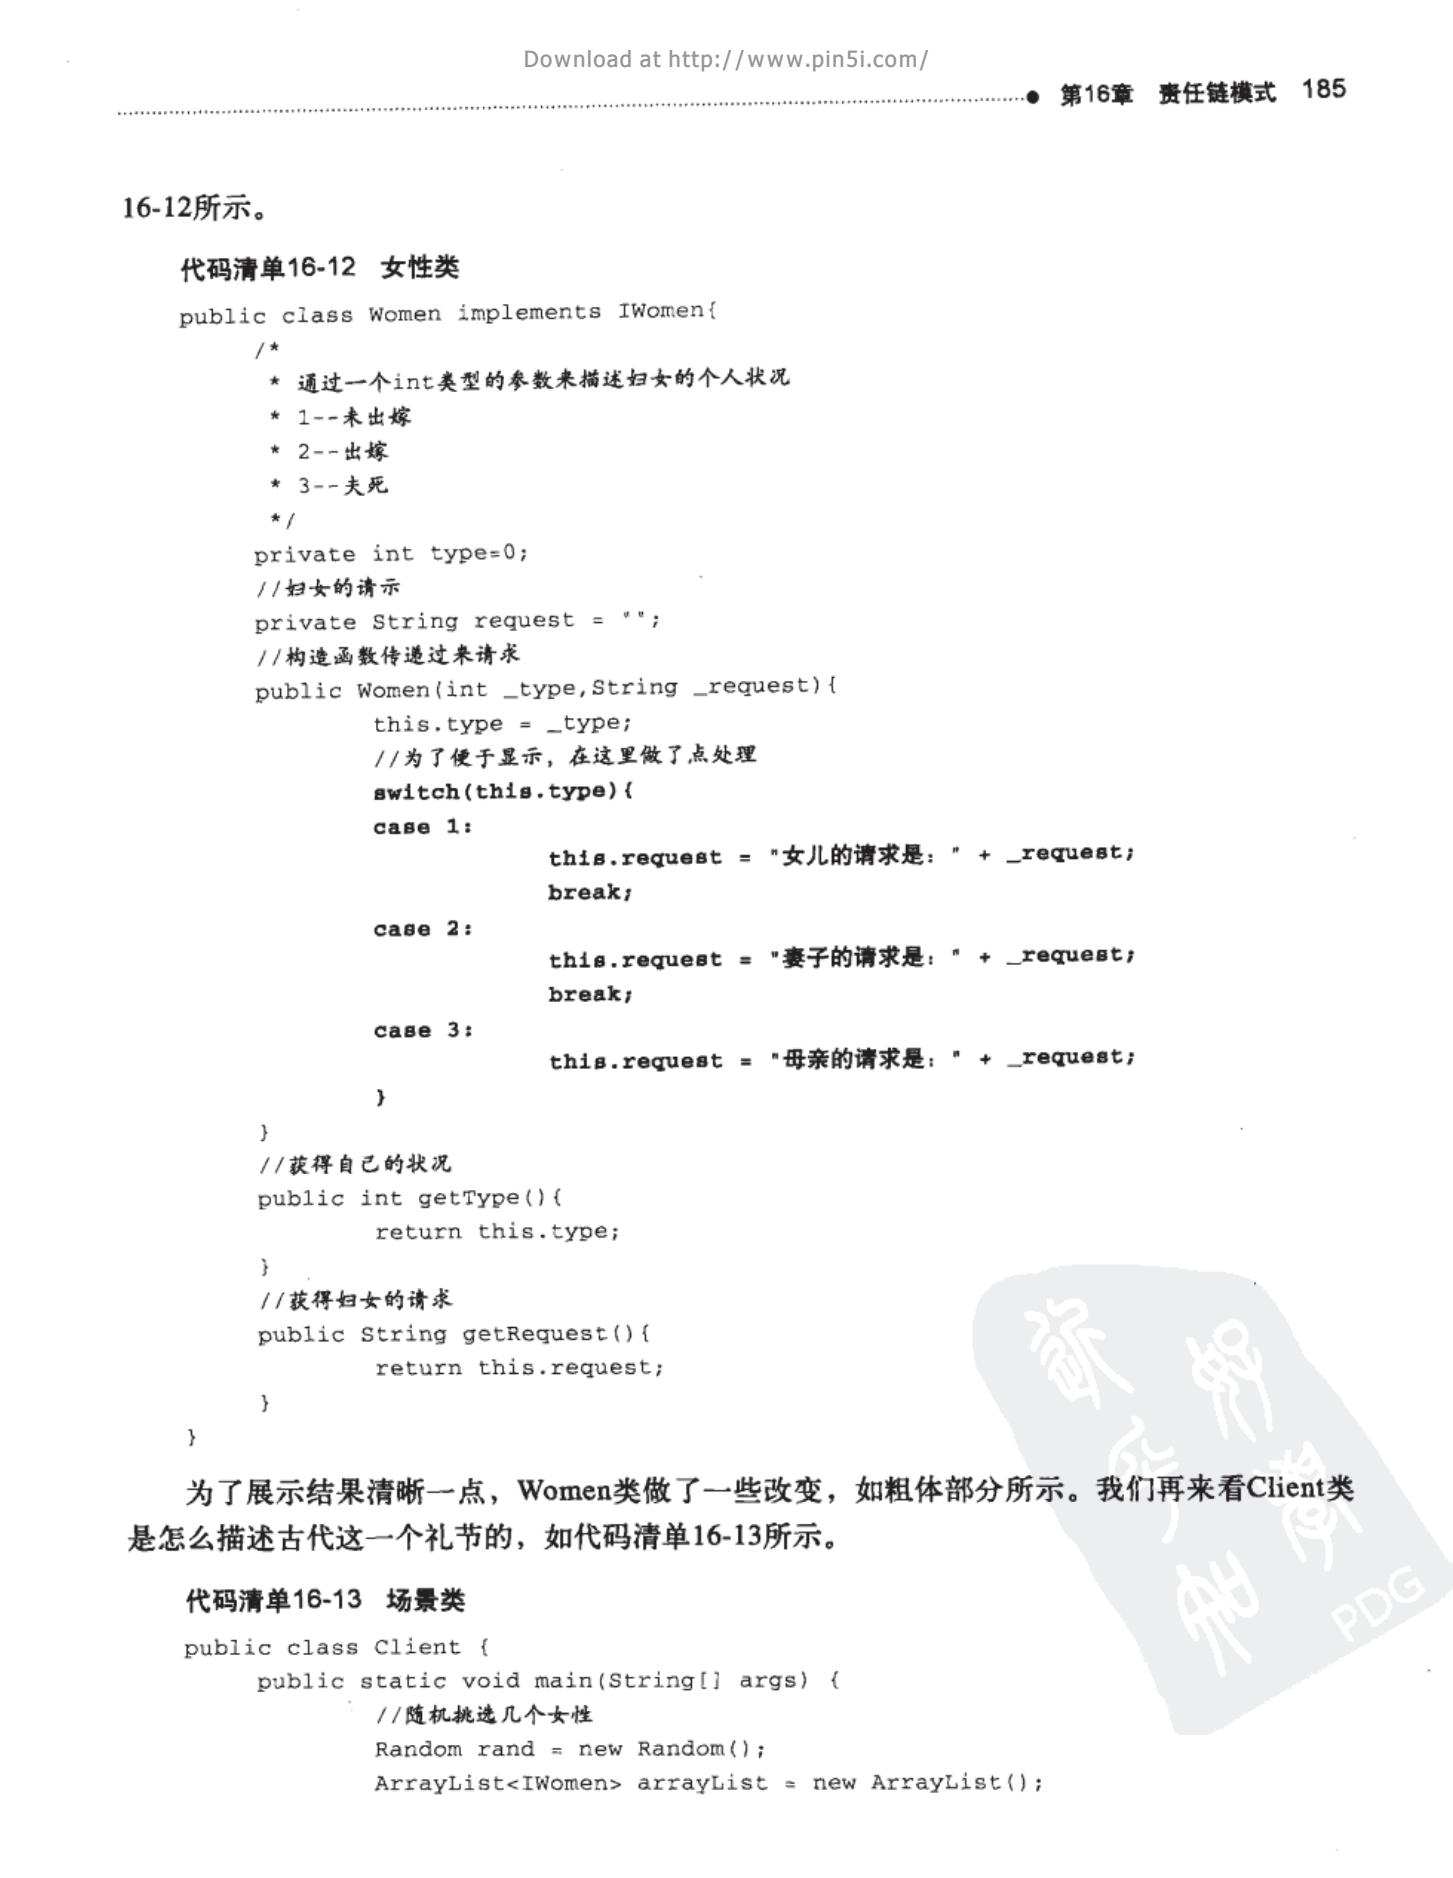 Download at http://www.pin5i.com/
第16章 责任链模式 185
16-12所示。
代码清单16-12 女性类
public class Women implements IWomen{
/*
* 通过一个int类型的参数来描述妇女的个人状况
* 1--未出嫁
* 2--出嫁
* 3--夫死
*/
private int type=0;
//妇女的请示
private String request = "";
//构造函数传递过来请求
public Women(int _type,String _request){
this.type = _type;
//为了便于显示，在这里做了点处理
switch(this.type){
case 1:
this.request = "女儿的请求是：" + _request;
break;
case 2:
this.request = "妻子的请求是：" + _request;
break;
case 3:
this.request = "母亲的请求是：" + _request;
}
}
//获得自己的状况
public int getType(){
return this.type;
}
//获得妇女的请求
public String getRequest(){
return this.request;
}
}
为了展示结果清晰一点，Women类做了一些改变，如粗体部分所示。我们再来看Client类
是怎么描述古代这一个礼节的，如代码清单16-13所示。
代码清单16-13 场景类
public class Client {
public static void main(String[] args) {
//随机挑选几个女性
Random rand = new Random();
ArrayList<IWomen> arrayList = new ArrayList();
PDG